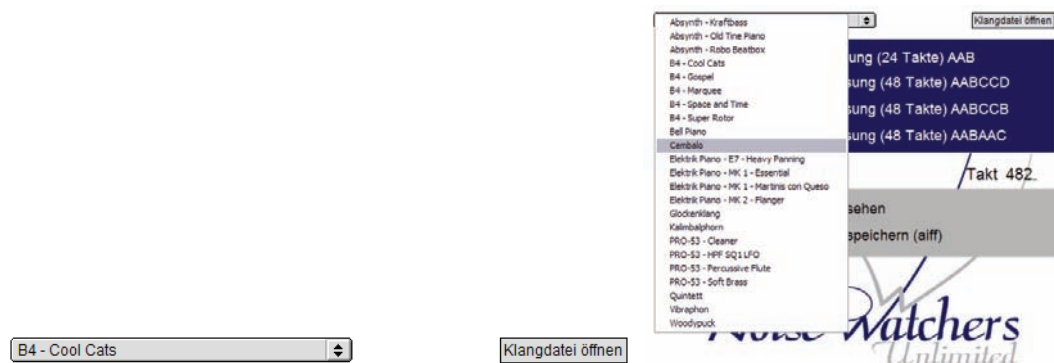 B4 - Cool Cats
Klangdatei öffnen
Klangdatei öffnen
Absynth - Kraftbass
Absynth - Old Tine Piano
Absynth - Robo Beatbox
B4 - Cool Cats
B4 - Gospel
B4 - Marquee
B4 - Space and Time
B4 - Super Rotor
Bell Piano
Cembalo
Elektrik Piano - E7 - Heavy Panning
Elektrik Piano - MK 1 - Essential
Elektrik Piano - MK 1 - Martinis con Queso
Elektrik Piano - MK 2 - Flanger
Glockenklang
Kalimbalphorn
PRO-53 - Cleaner
PRO-53 - HPF SQ1 LFO
PRO-53 - Percussive Flute
PRO-53 - Soft Brass
Quintett
Vibraphon
Woodypuck
ung (24 Takte) AAB
sung (48 Takte) AABCCD
sung (48 Takte) AABCCB
sung (48 Takte) AABAAC
Takt 482
sehen
speichern (aiff)
Noise Watchers
Unlimited